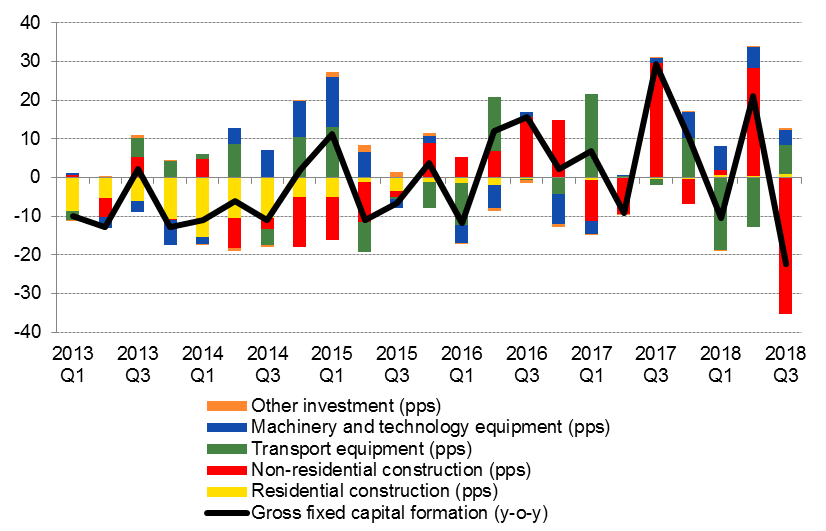 40
30
20
10
0
-10
-20
-30
-40
2013 2013 2014 2014 2015 2015 2016 2016 2017 2017 2018 2018
Q1 Q3 Q1 Q3 Q1 Q3 Q1 Q3 Q1 Q3 Q1 Q3
Other investment (pps)
Machinery and technology equipment (pps)
Transport equipment (pps)
Non-residential construction (pps)
Residential construction (pps)
Gross fixed capital formation (y-o-y)